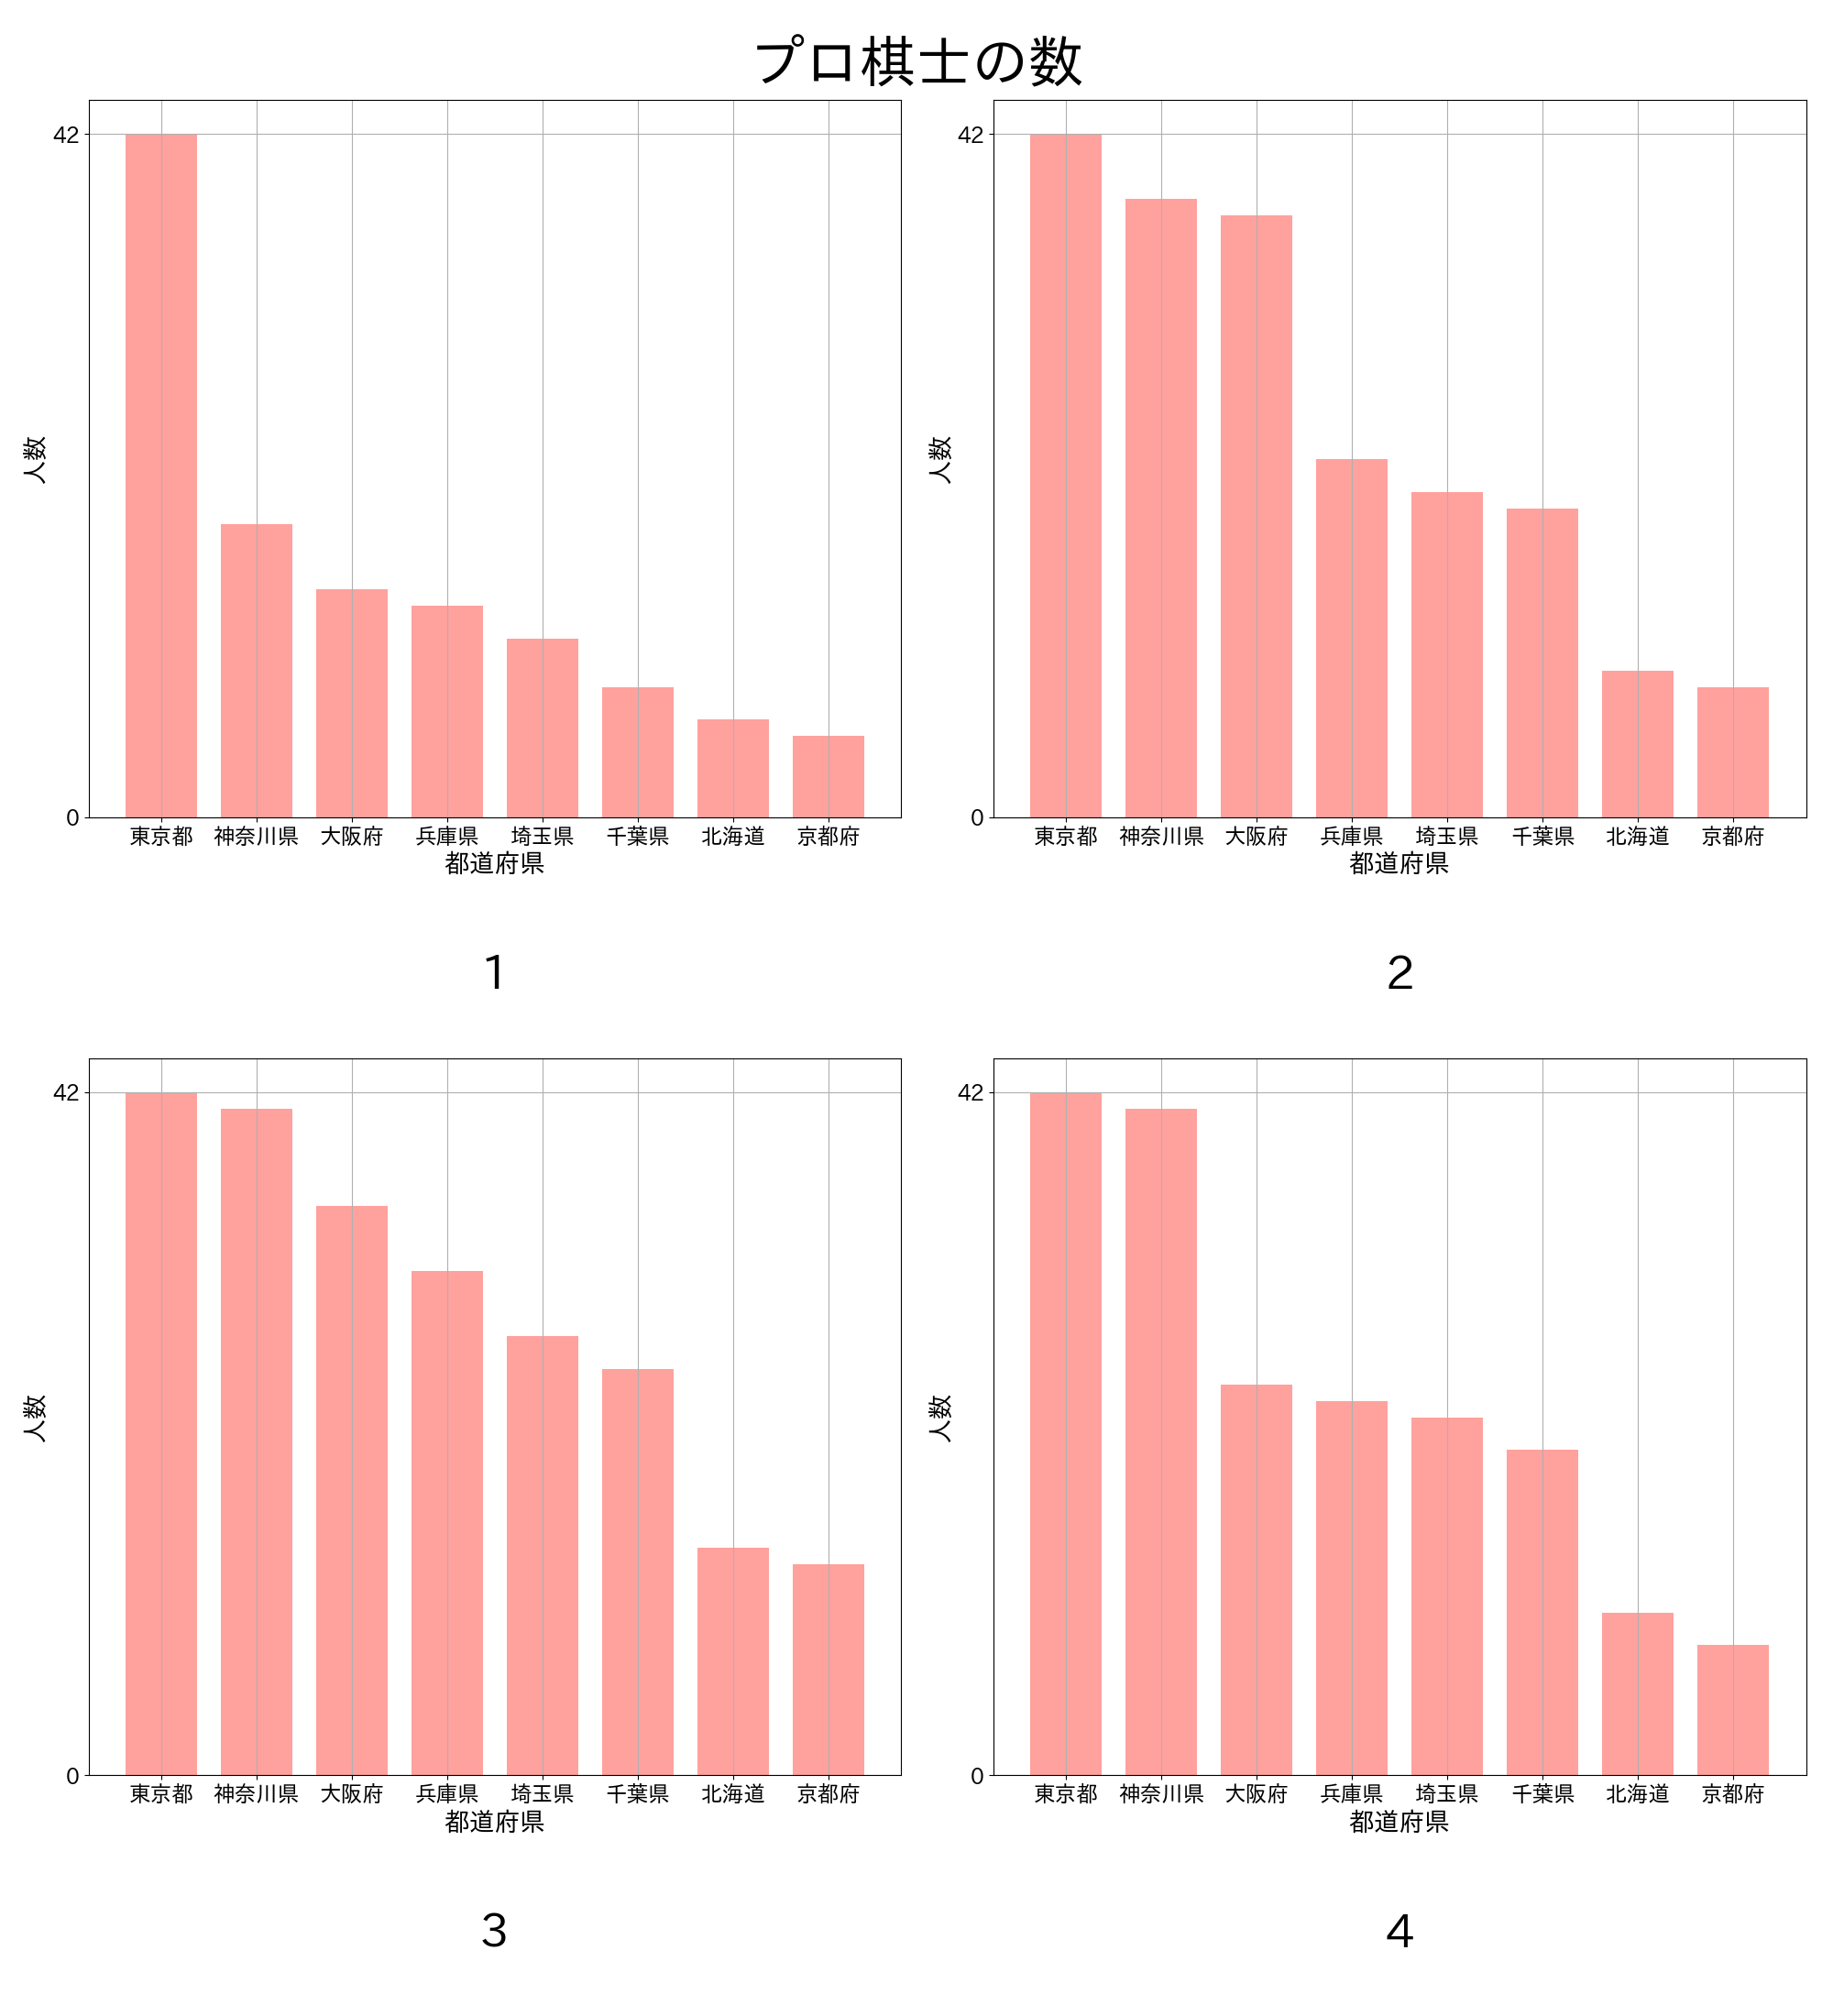 プロ棋士の数
42
0
人数
東京都 神奈川県 大阪府 兵庫県 埼玉県 千葉県 北海道 京都府
都道府県
1
42
0
人数
東京都 神奈川県 大阪府 兵庫県 埼玉県 千葉県 北海道 京都府
都道府県
2
42
0
人数
東京都 神奈川県 大阪府 兵庫県 埼玉県 千葉県 北海道 京都府
都道府県
3
42
0
人数
東京都 神奈川県 大阪府 兵庫県 埼玉県 千葉県 北海道 京都府
都道府県
4